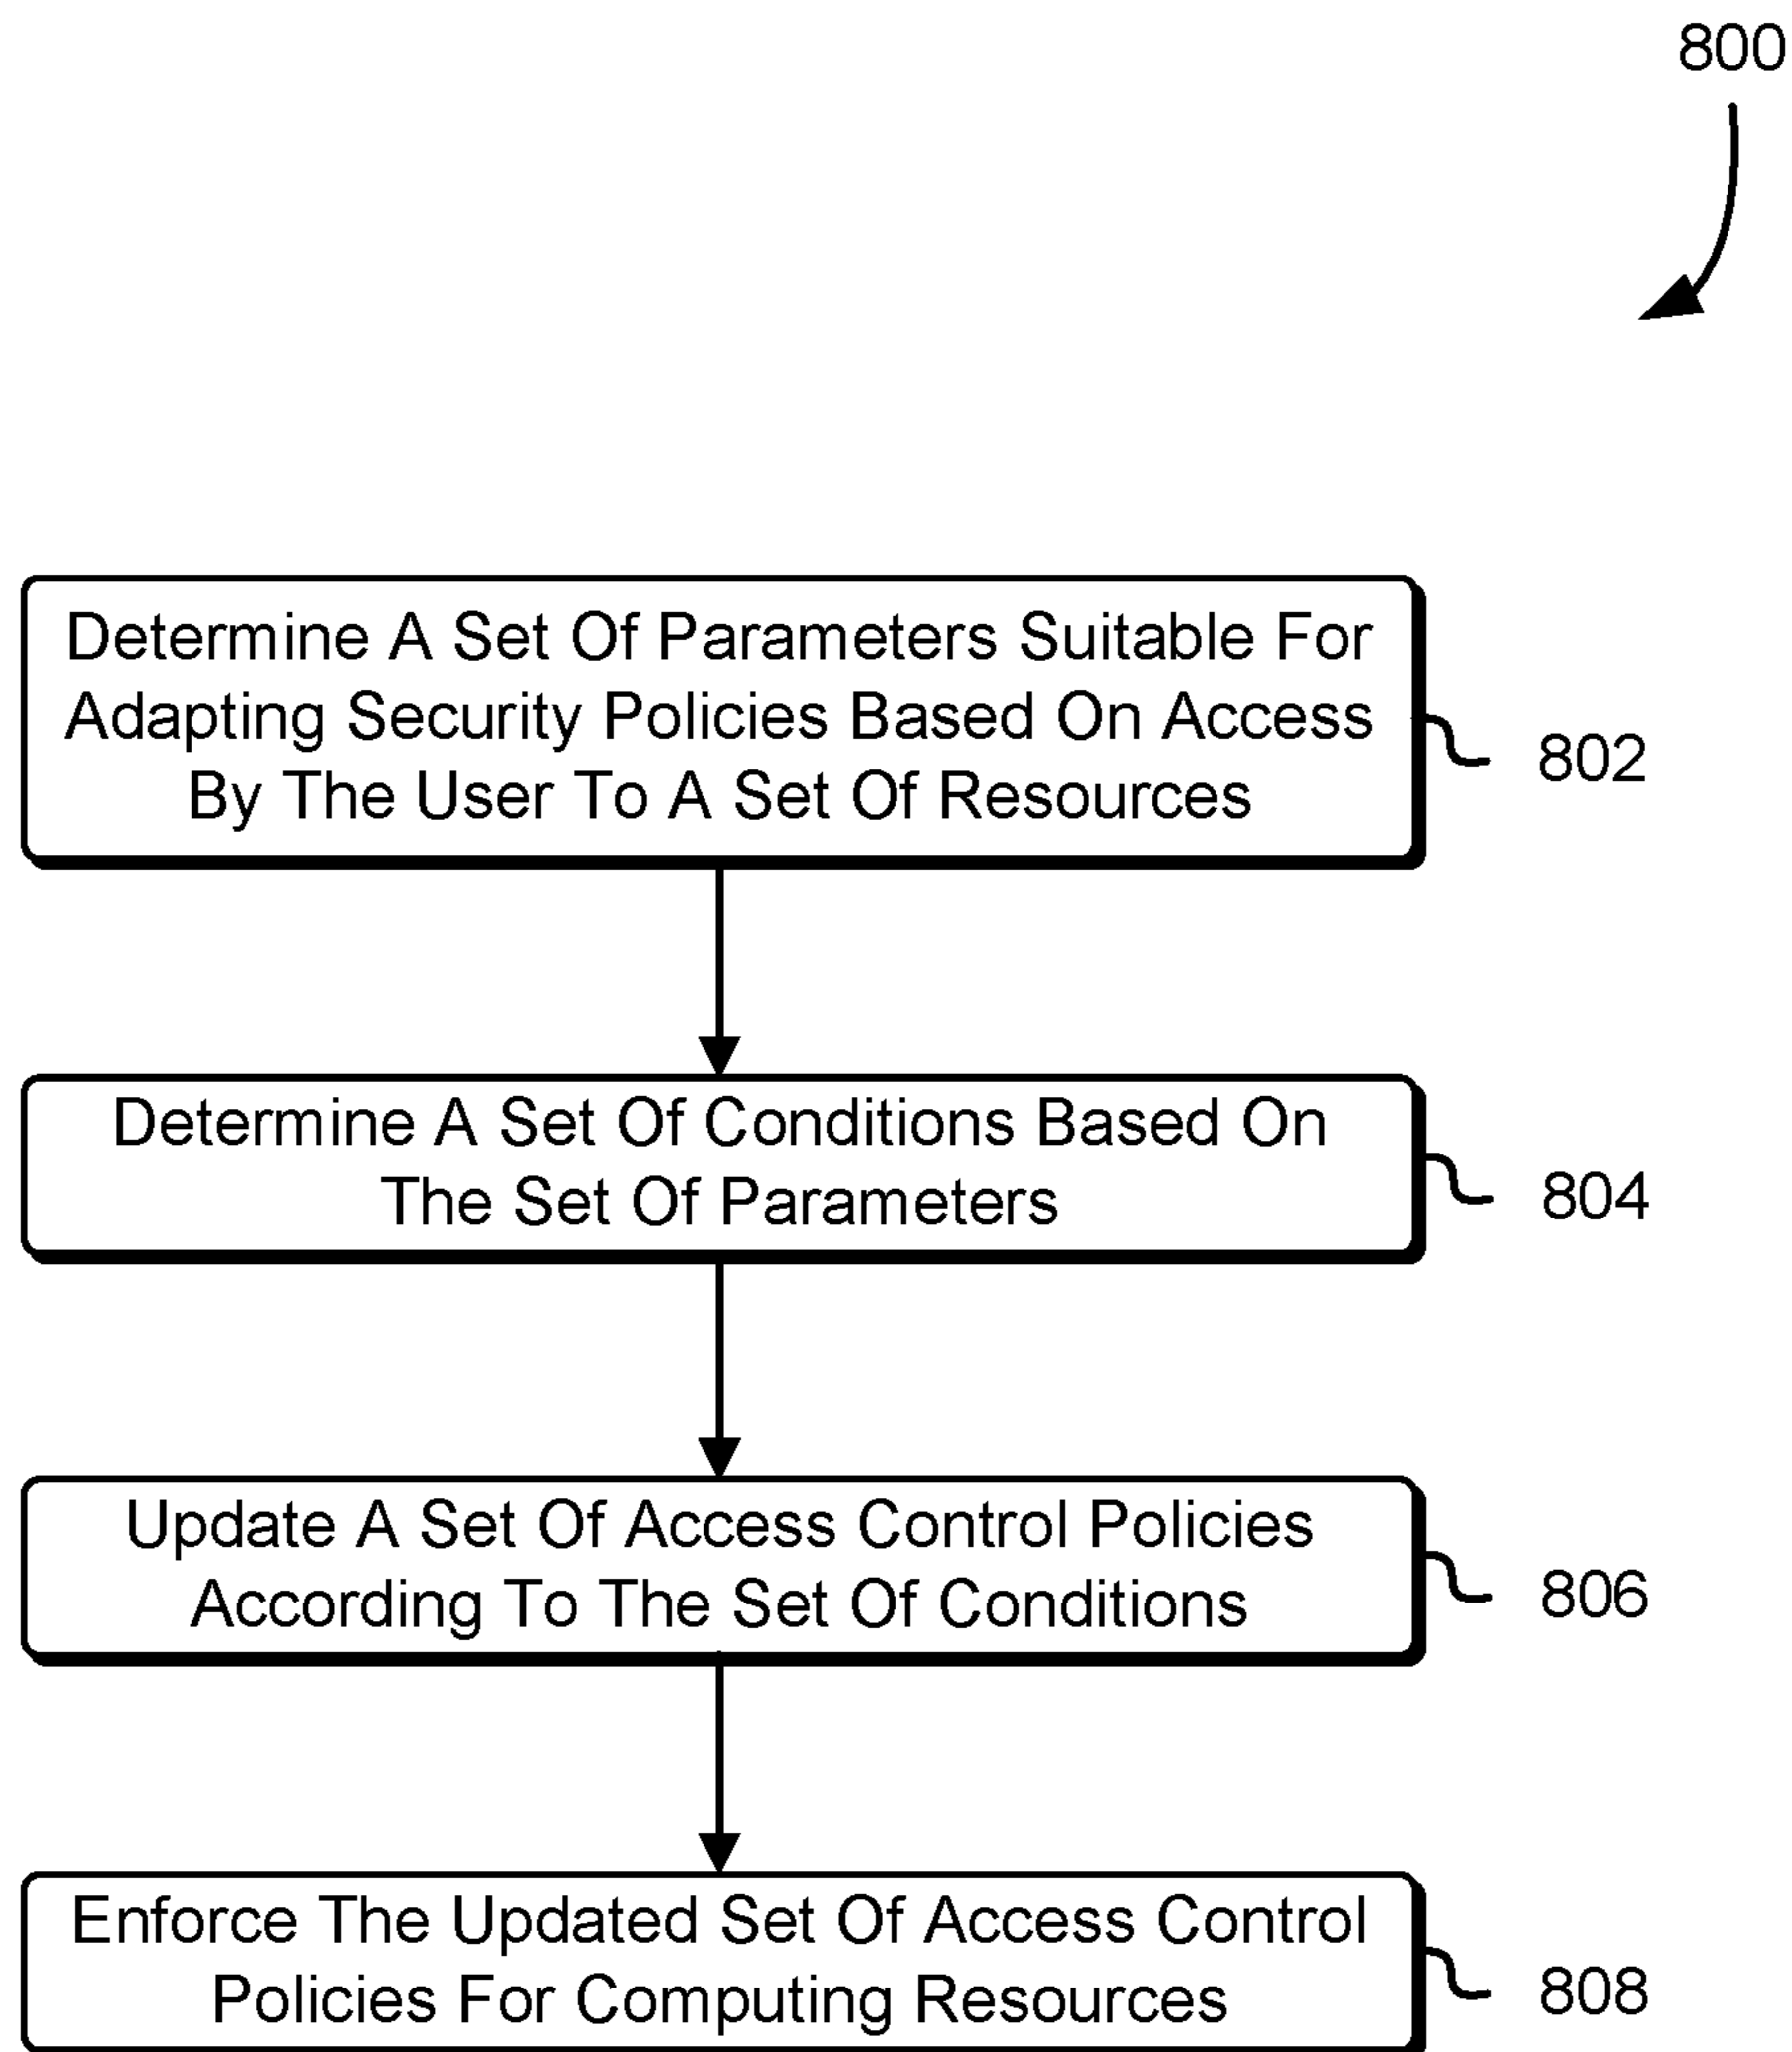 800
Determine A Set Of Parameters Suitable For
Adapting Security Policies Based On Access
By The User To A Set Of Resources
802
Determine A Set Of Conditions Based On
The Set Of Parameters
804
Update A Set Of Access Control Policies
According To The Set Of Conditions
806
Enforce The Updated Set Of Access Control
Policies For Computing Resources
808